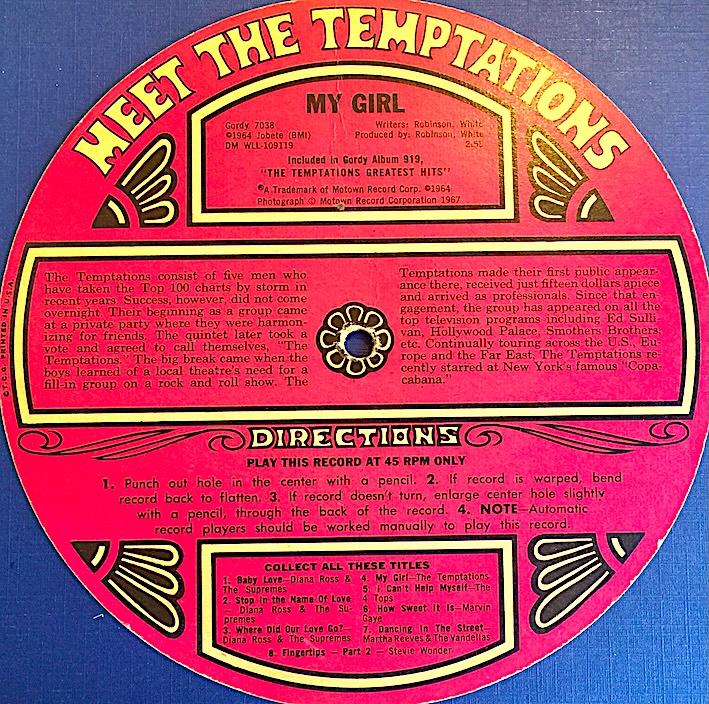 MEET THE TEMPTATIONS
MY GIRL
Gordy 7038
©1964 Jobete (BMI)
DM WLL-109119
Writers: Robinson, White
Produced by: Robinson, White
2:55
Included in Gordy Album 919,
"THE TEMPTATIONS GREATEST HITS"
®A Trademark of Motown Record Corp. ©1964
Photograph © Motown Record Corporation 1967
The Temptations consist of five men who
have taken the Top 100 charts by storm in
recent years. Success, however, did not come
overnight. Their beginning as a group came
at a private party where they were harmon-
izing for friends. The quintet later took a
vote and agreed to call themselves, "The
Temptations." The big break came when the
boys learned of a local theatre's need for a
fill-in group on a rock and roll show. The
Temptations made their first public appear-
ance there, received just fifteen dollars apiece
and arrived as professionals. Since that en-
gagement, the group has appeared on all the
top television programs including Ed Sulli-
van, Hollywood Palace, Smothers Brothers,
etc. Continually touring across the U.S., Eu-
rope and the Far East, The Temptations re-
cently starred at New York's famous "Copa-
cabana."
© T.C.G. PRINTED IN U.S.A.
DIRECTIONS
PLAY THIS RECORD AT 45 RPM ONLY
1. Punch out hole in the center with a pencil. 2. If record is warped, bend
record back to flatten. 3. If record doesn't turn, enlarge center hole slightly
with a pencil, through the back of the record. 4. NOTE—Automatic
record players should be worked manually to play this record.
COLLECT ALL THESE TITLES
1. Baby Love—Diana Ross &
The Supremes
2. Stop in the Name of Love
— Diana Ross & The Su-
premes
3. Where Did Our Love Go?—
Diana Ross & The Supremes
4. My Girl—The Temptations
5. I Can't Help Myself—The
4 Tops
6. How Sweet It Is—Marvin
Gaye
7. Dancing In The Street—
Martha Reeves & The Vandellas
8. Fingertips — Part 2 — Stevie Wonder